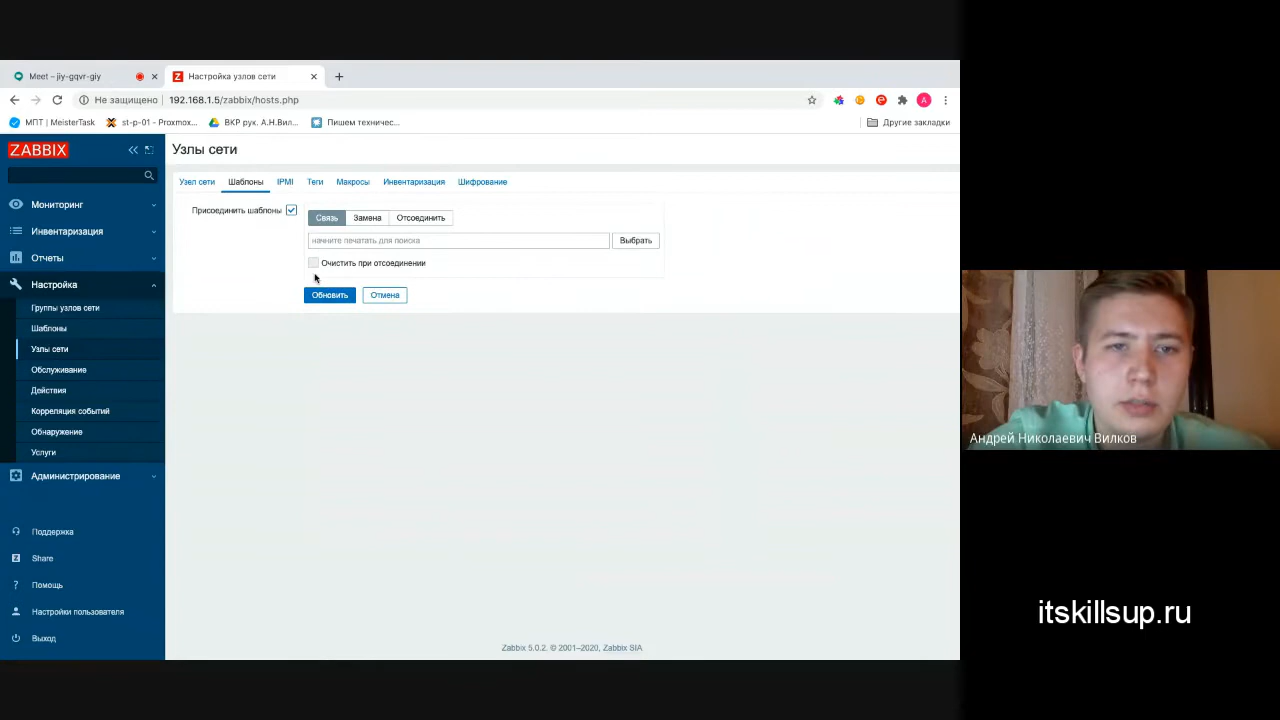 Meet – jiy-gqvr-giy
Настройка узлов сети
Не защищено
192.168.1.5/zabbix/hosts.php
МПТ | MeisterTask
st-p-01 - Proxmox...
ВКР рук. А.Н.Вил...
Пишем техничес...
Другие закладки
ZABBIX
Узлы сети
Узел сети
Шаблоны
IPMI
Теги
Макросы
Инвентаризация
Шифрование
Присоединить шаблоны
Связь
Замена
Отсоединить
начните печатать для поиска
Выбрать
Очистить при отсоединении
Обновить
Отмена
Мониторинг
Инвентаризация
Отчеты
Настройка
Группы узлов сети
Шаблоны
Узлы сети
Обслуживание
Действия
Корреляция событий
Обнаружение
Услуги
Администрирование
Поддержка
Share
Помощь
Настройки пользователя
Выход
Zabbix 5.0.2. © 2001–2020, Zabbix SIA
Андрей Николаевич Вилков
itskillsup.ru